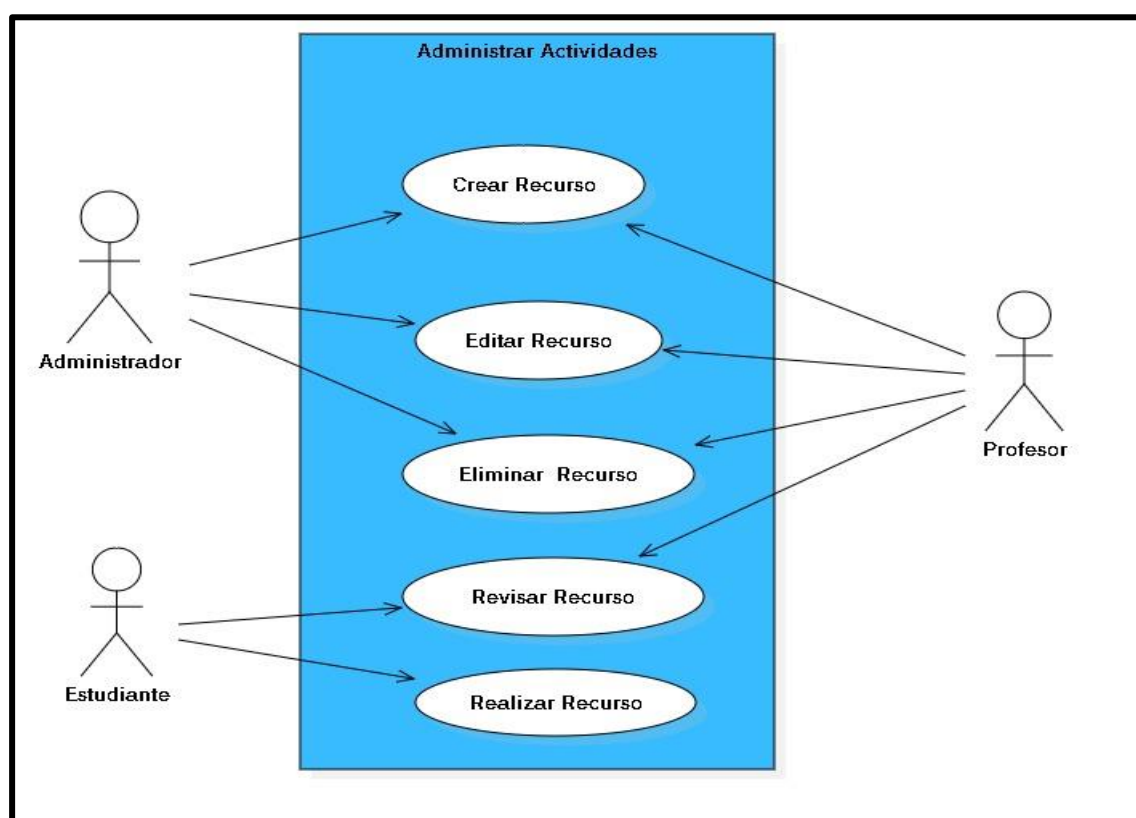 Administrar Actividades
Crear Recurso
Editar Recurso
Administrador
Profesor
Eliminar Recurso
Revisar Recurso
Estudiante
Realizar Recurso